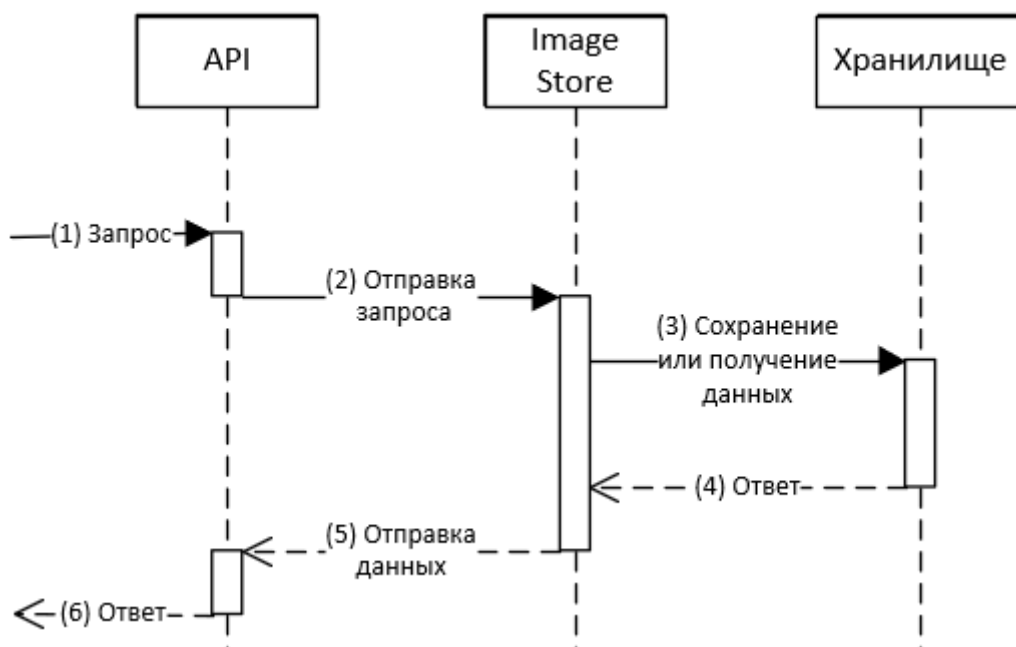 API
Image
Store
Хранилище
(1) Запрос
(2) Отправка
запроса
(3) Сохранение
или получение
данных
(4) Ответ
(5) Отправка
данных
(6) Ответ